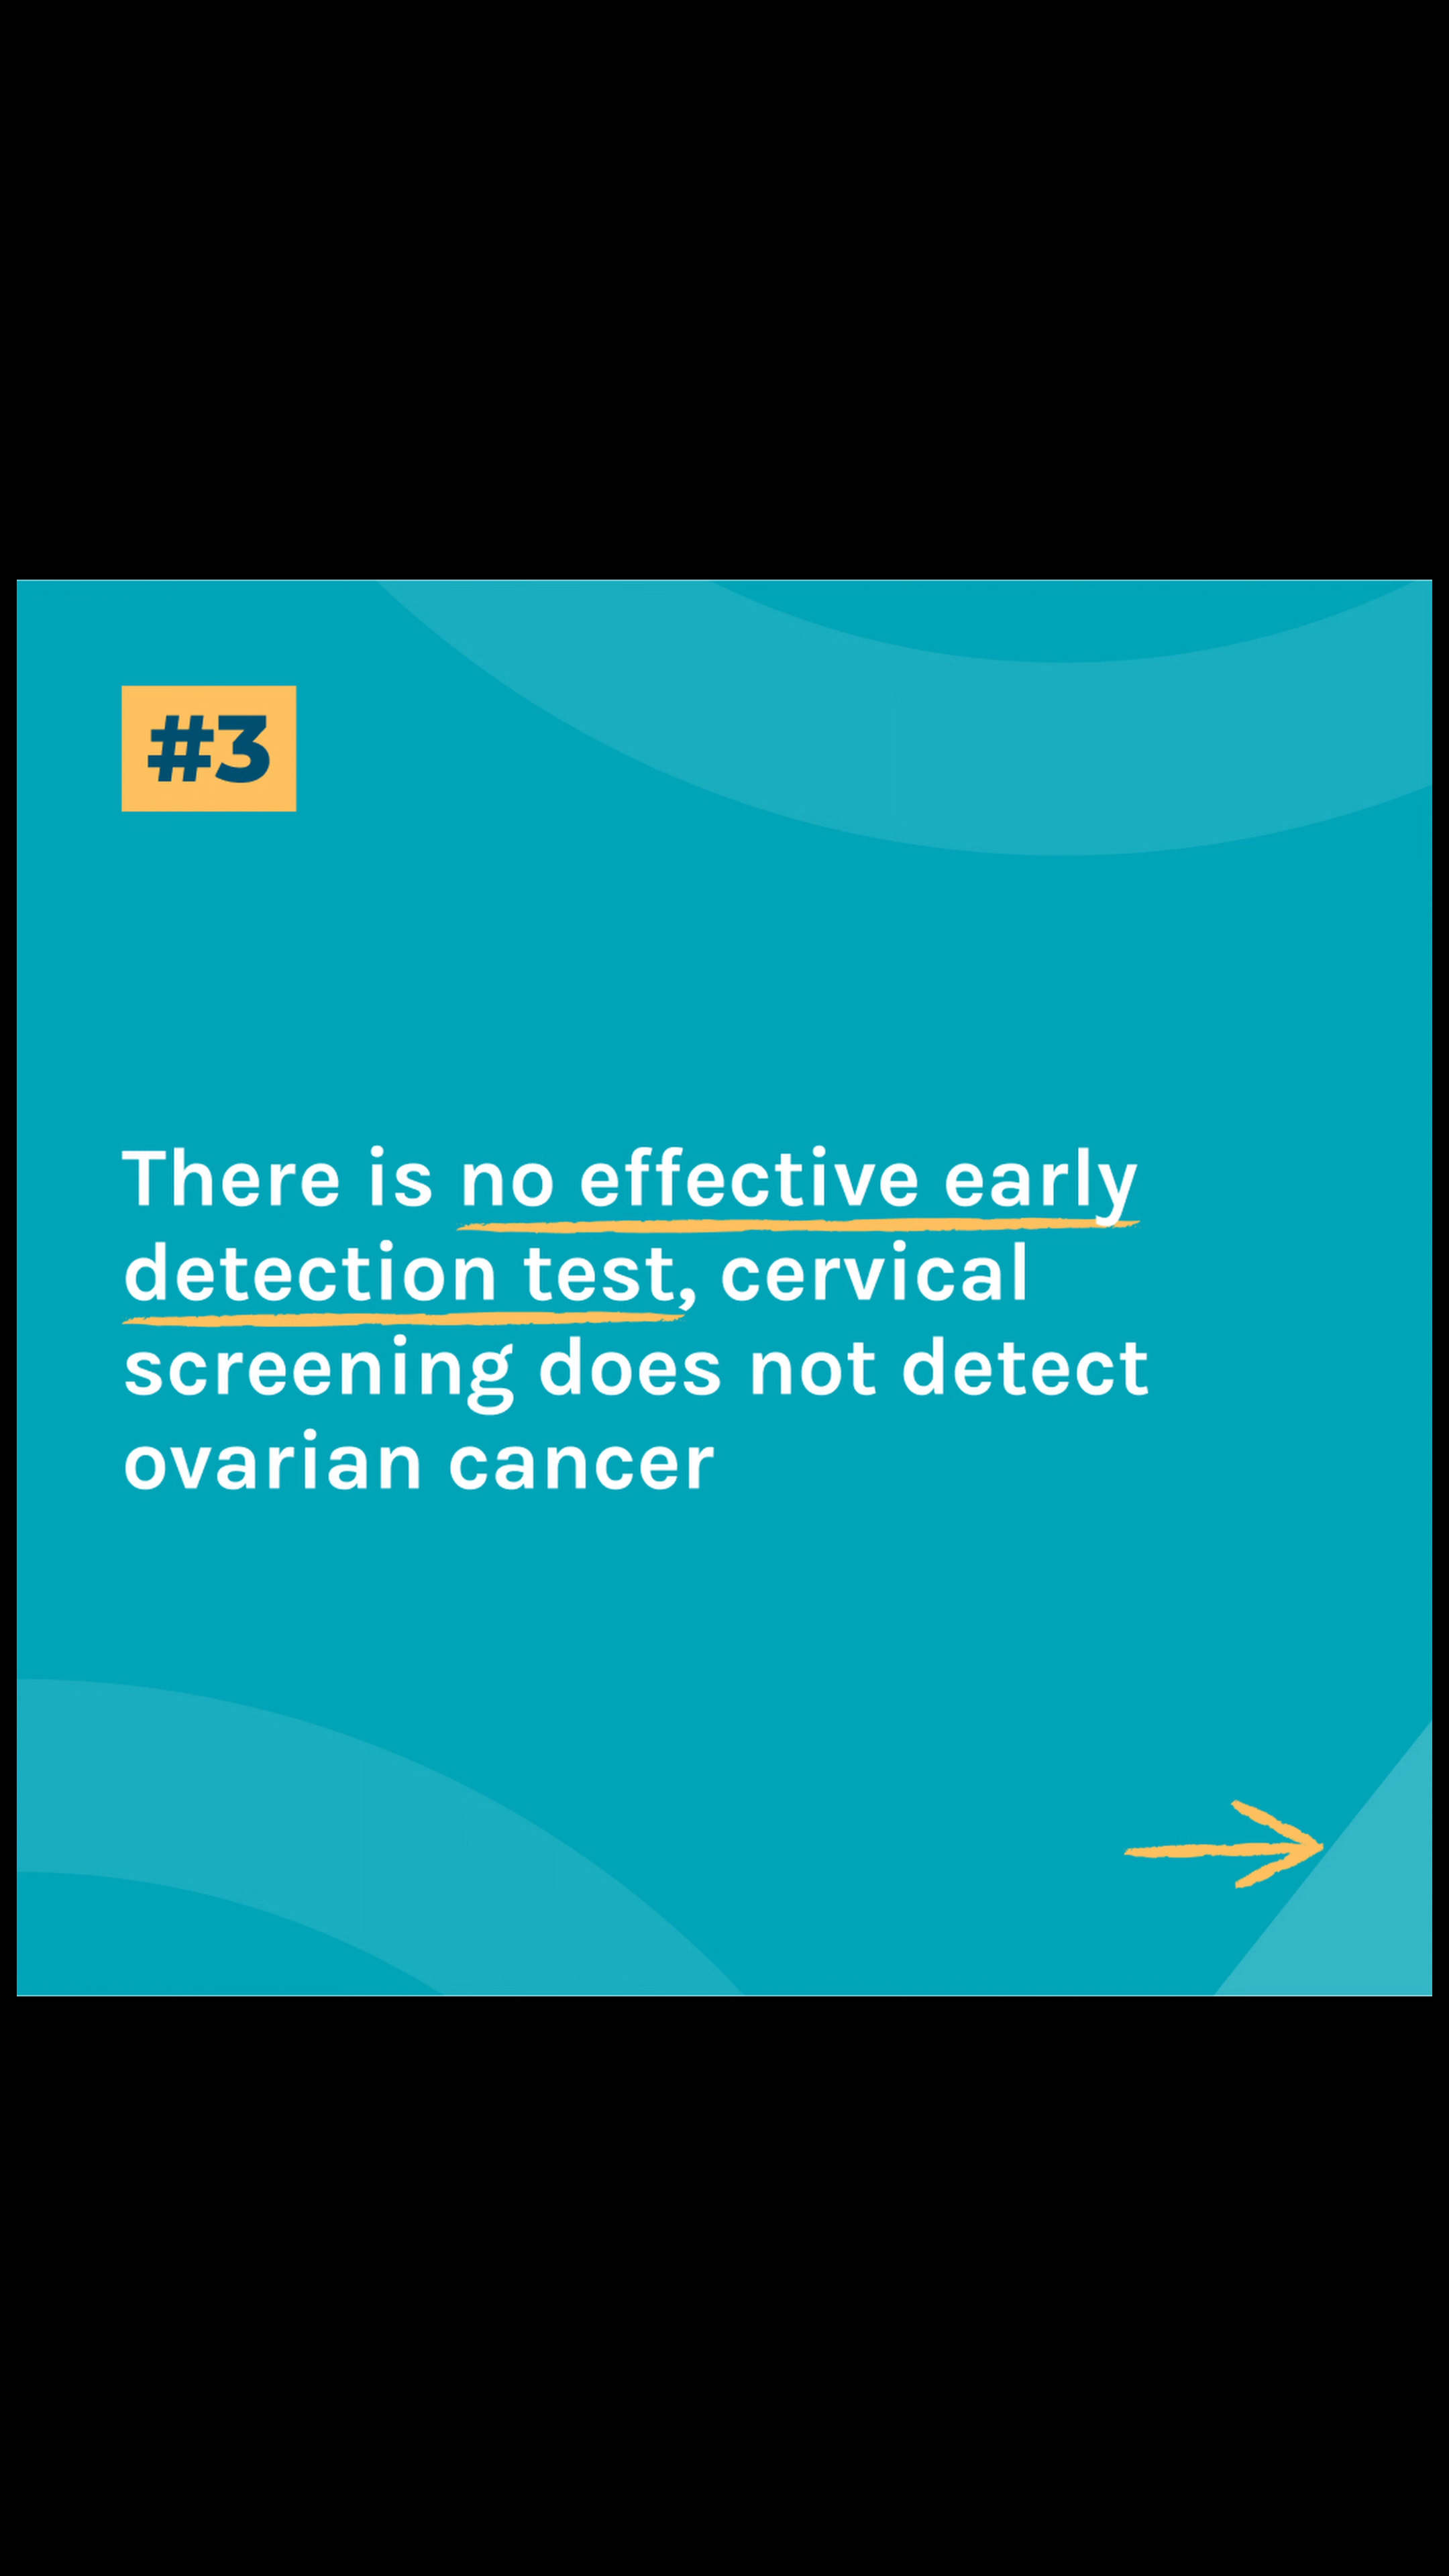 #3
There is no effective early
detection test, cervical
screening does not detect
ovarian cancer